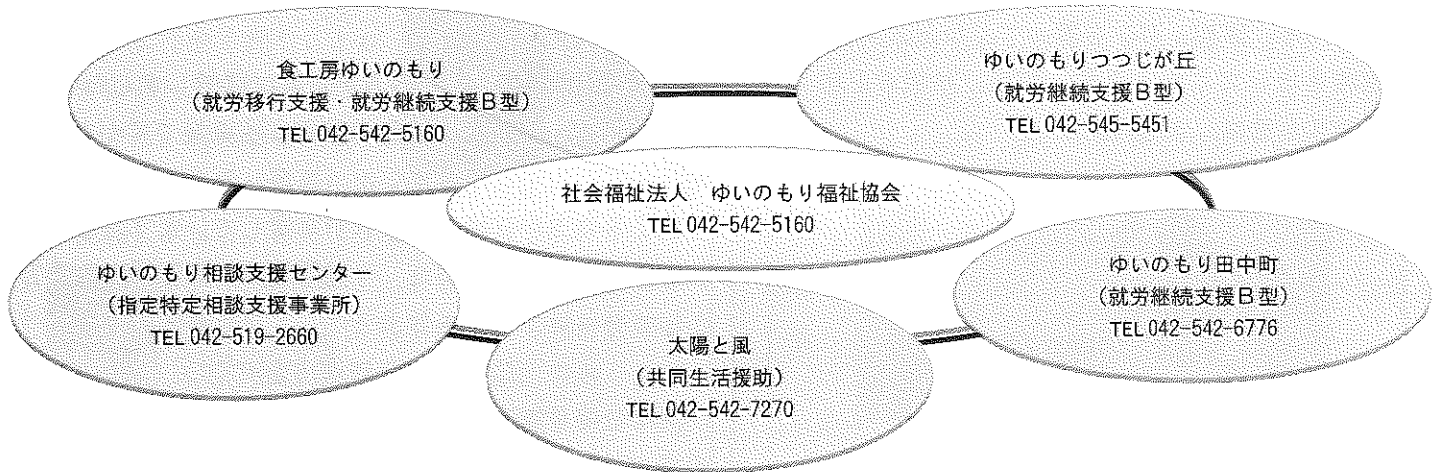 食工房ゆいのもり
(就労移行支援・就労継続支援B型)
TEL 042-542-5160
ゆいのもりつつじが丘
(就労継続支援B型)
TEL 042-545-5451
社会福祉法人　ゆいのもり福祉協会
TEL 042-542-5160
ゆいのもり相談支援センター
(指定特定相談支援事業所)
TEL 042-519-2660
ゆいのもり田中町
(就労継続支援B型)
TEL 042-542-6776
太陽と風
(共同生活援助)
TEL 042-542-7270